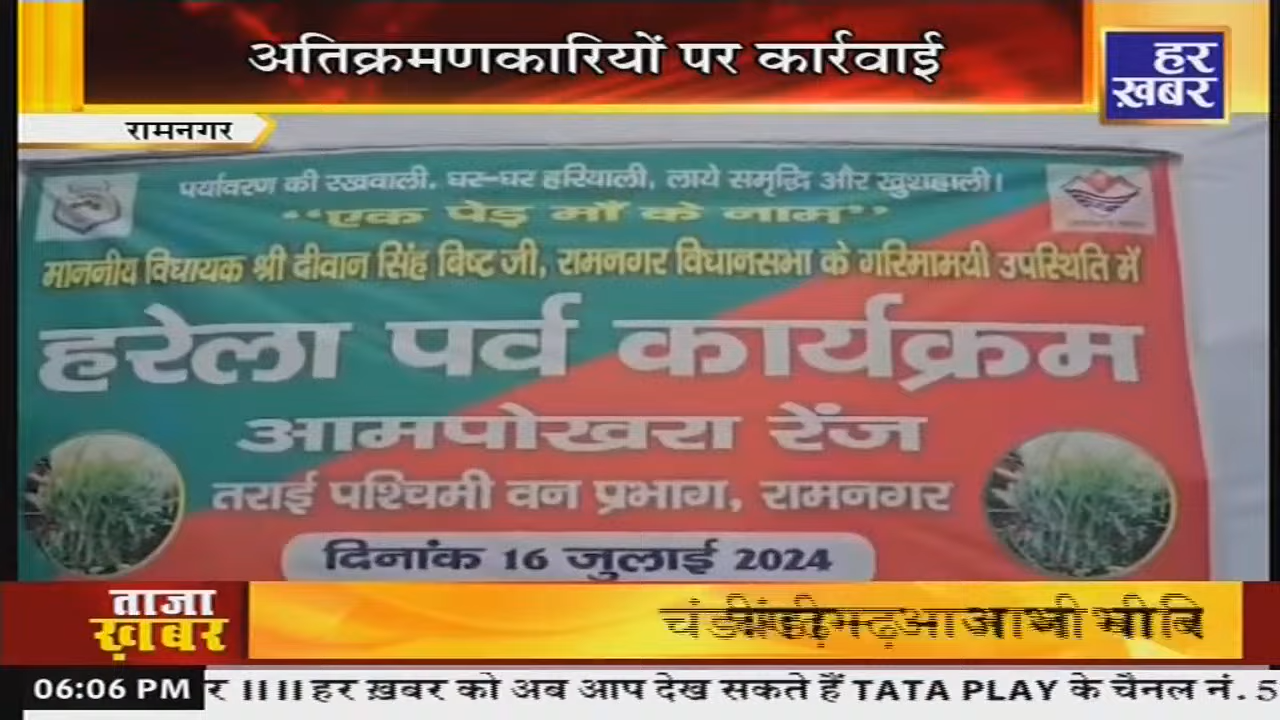 अतिक्रमणकारियों पर कार्रवाई
हर
ख़बर
रामनगर
पर्यावरण की रखवाली, घर-घर हरियाली, लाये समृद्धि और खुशहाली।
“एक पेड़ माँ के नाम”
माननीय विधायक श्री दीवान सिंह बिष्ट जी, रामनगर विधानसभा के गरिमामयी उपस्थिति में
हरेला पर्व कार्यक्रम
आमपोखरा रेंज
तराई पश्चिमी वन प्रभाग, रामनगर
दिनांक 16 जुलाई 2024
ताजा
ख़बर
06:06 PM र ।।।। हर ख़बर को अब आप देख सकते हैं TATA PLAY के चैनल नं. 5